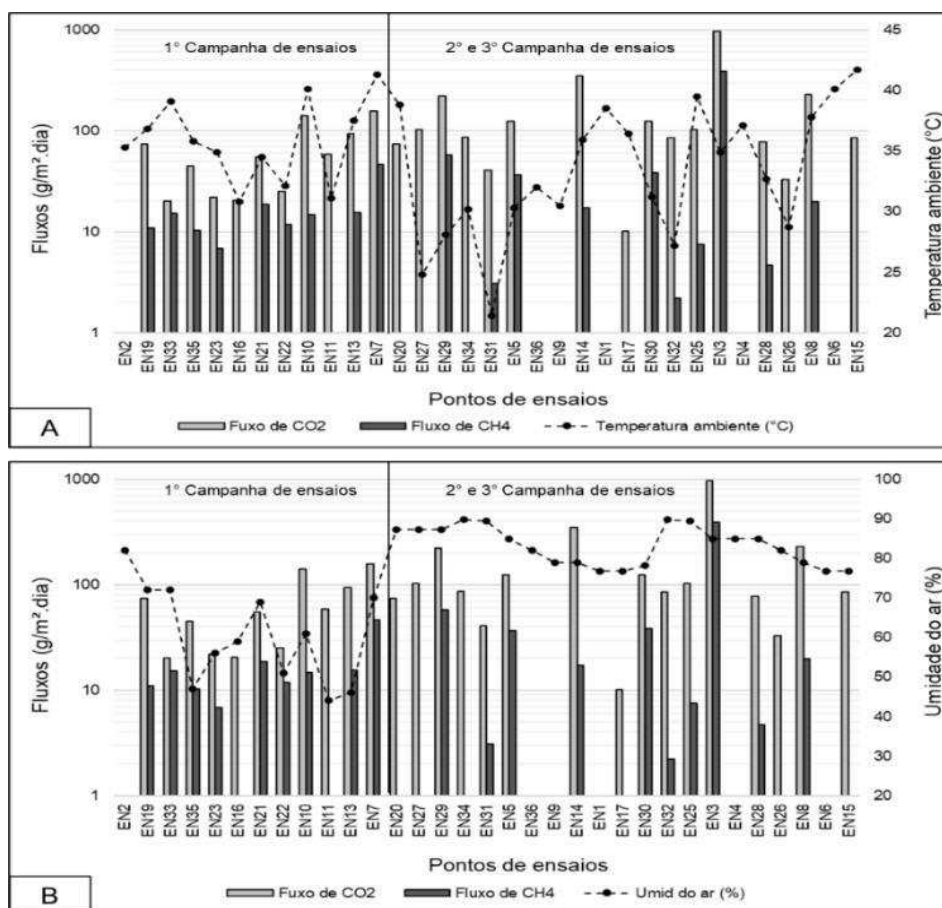 1000
1° Campanha de ensaios
2° e 3° Campanha de ensaios
45
40
100
35
30
10
25
1
20
Fluxos (g/m².dia)
Temperatura ambiente (°C)
EN2 EN19 EN33 EN35 EN23 EN16 EN21 EN22 EN10 EN11 EN13 EN7 EN20 EN27 EN29 EN34 EN31 EN5 EN36 EN9 EN14 EN1 EN17 EN30 EN32 EN25 EN3 EN4 EN28 EN26 EN8 EN6 EN15
Pontos de ensaios
A
Fuxo de CO2
Fluxo de CH4
Temperatura ambiente (°C)
1000
1° Campanha de ensaios
2° e 3° Campanha de ensaios
100
90
80
100
70
60
50
10
40
30
1
20
Fluxos (g/m².dia)
Umidade do ar (%)
EN2 EN19 EN33 EN35 EN23 EN16 EN21 EN22 EN10 EN11 EN13 EN7 EN20 EN27 EN29 EN34 EN31 EN5 EN36 EN9 EN14 EN1 EN17 EN30 EN32 EN25 EN3 EN4 EN28 EN26 EN8 EN6 EN15
Pontos de ensaios
B
Fuxo de CO2
Fluxo de CH4
Umid do ar (%)